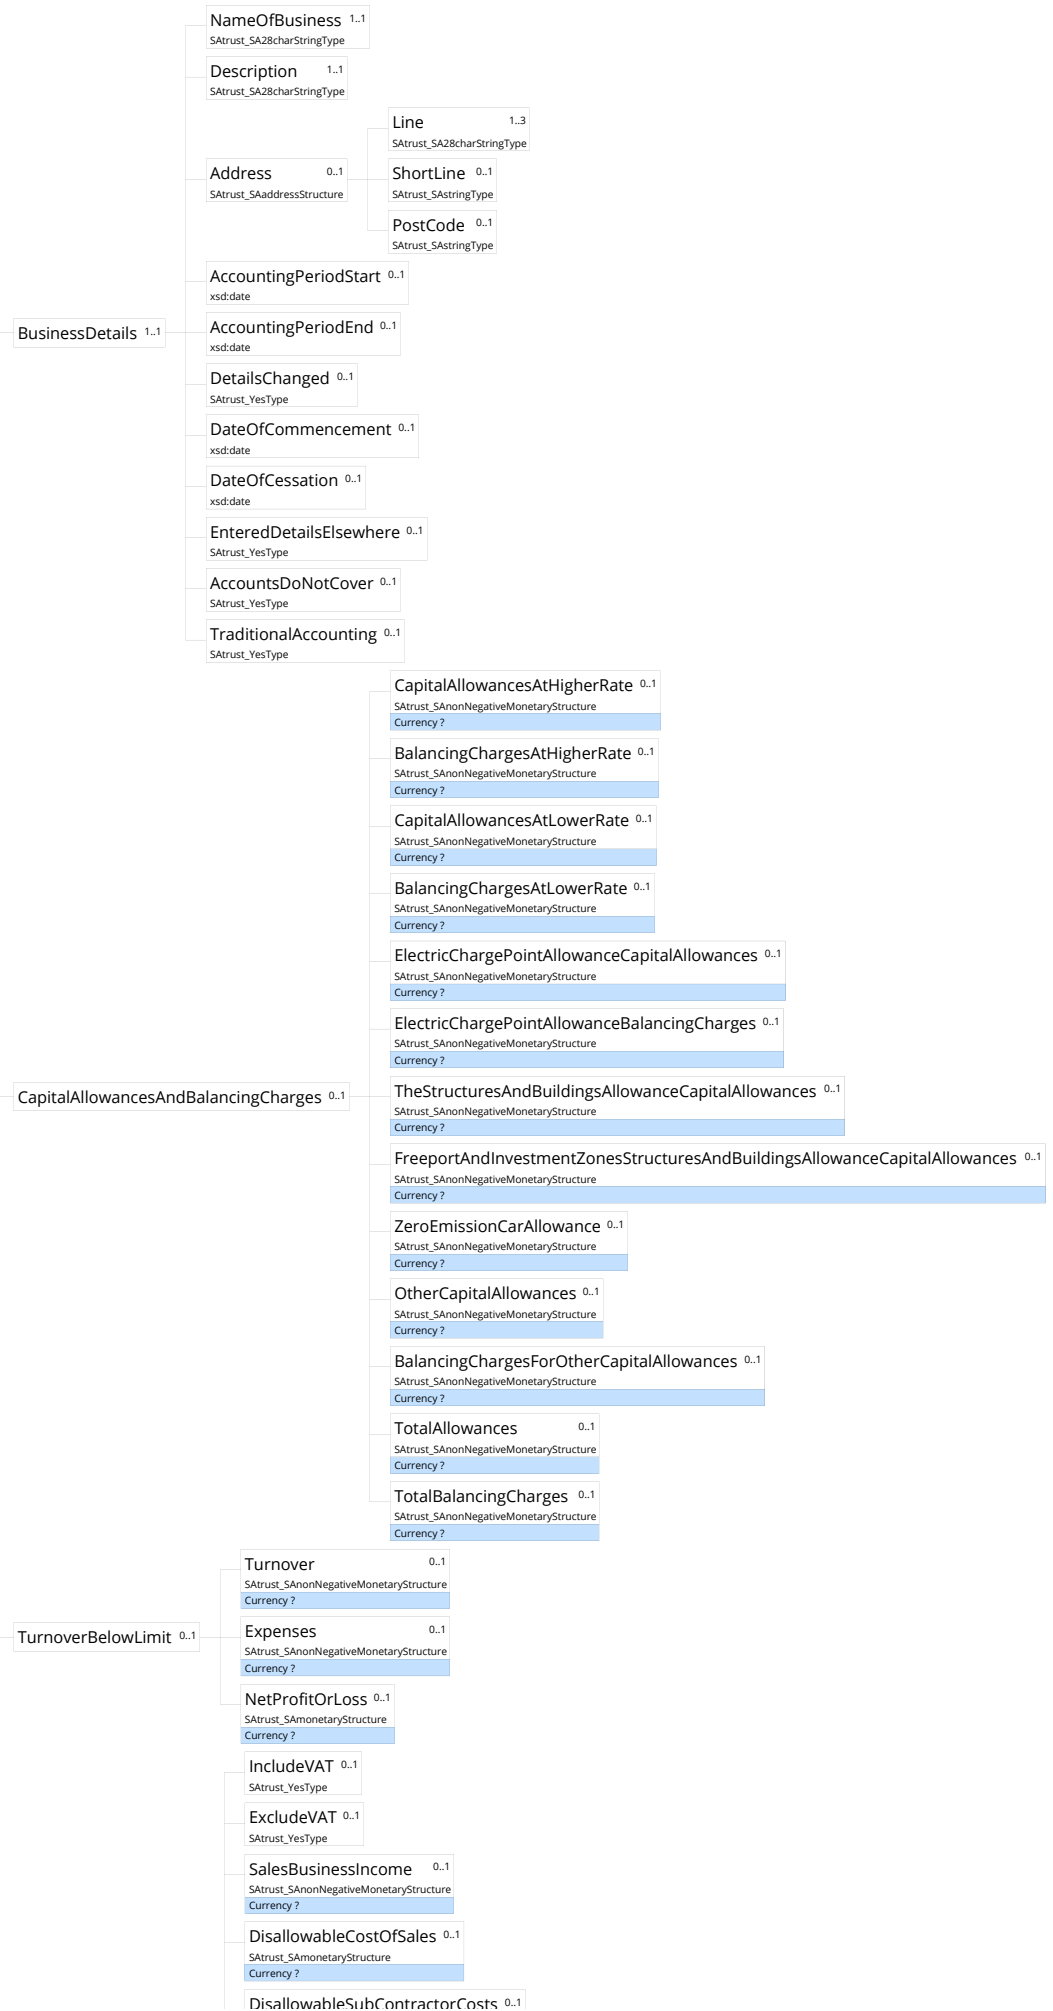 NameOfBusiness 1..1
SAtrust_SA28charStringType
Description 1..1
SAtrust_SA28charStringType
Line 1..3
SAtrust_SA28charStringType
Address 0..1
SAtrust_SAaddressStructure
ShortLine 0..1
SAtrust_SAstringType
PostCode 0..1
SAtrust_SAstringType
AccountingPeriodStart 0..1
xsd:date
BusinessDetails 1..1
AccountingPeriodEnd 0..1
xsd:date
DetailsChanged 0..1
SAtrust_YesType
DateOfCommencement 0..1
xsd:date
DateOfCessation 0..1
xsd:date
EnteredDetailsElsewhere 0..1
SAtrust_YesType
AccountsDoNotCover 0..1
SAtrust_YesType
TraditionalAccounting 0..1
SAtrust_YesType
CapitalAllowancesAtHigherRate 0..1
SAtrust_SAnonNegativeMonetaryStructure
Currency ?
BalancingChargesAtHigherRate 0..1
SAtrust_SAnonNegativeMonetaryStructure
Currency ?
CapitalAllowancesAtLowerRate 0..1
SAtrust_SAnonNegativeMonetaryStructure
Currency ?
BalancingChargesAtLowerRate 0..1
SAtrust_SAnonNegativeMonetaryStructure
Currency ?
ElectricChargePointAllowanceCapitalAllowances 0..1
SAtrust_SAnonNegativeMonetaryStructure
Currency ?
ElectricChargePointAllowanceBalancingCharges 0..1
SAtrust_SAnonNegativeMonetaryStructure
Currency ?
CapitalAllowancesAndBalancingCharges 0..1
TheStructuresAndBuildingsAllowanceCapitalAllowances 0..1
SAtrust_SAnonNegativeMonetaryStructure
Currency ?
FreeportAndInvestmentZonesStructuresAndBuildingsAllowanceCapitalAllowances 0..1
SAtrust_SAnonNegativeMonetaryStructure
Currency ?
ZeroEmissionCarAllowance 0..1
SAtrust_SAnonNegativeMonetaryStructure
Currency ?
OtherCapitalAllowances 0..1
SAtrust_SAnonNegativeMonetaryStructure
Currency ?
BalancingChargesForOtherCapitalAllowances 0..1
SAtrust_SAnonNegativeMonetaryStructure
Currency ?
TotalAllowances 0..1
SAtrust_SAnonNegativeMonetaryStructure
Currency ?
TotalBalancingCharges 0..1
SAtrust_SAnonNegativeMonetaryStructure
Currency ?
Turnover 0..1
SAtrust_SAnonNegativeMonetaryStructure
Currency ?
TurnoverBelowLimit 0..1
Expenses 0..1
SAtrust_SAnonNegativeMonetaryStructure
Currency ?
NetProfitOrLoss 0..1
SAtrust_SAmonetaryStructure
Currency ?
IncludeVAT 0..1
SAtrust_YesType
ExcludeVAT 0..1
SAtrust_YesType
SalesBusinessIncome 0..1
SAtrust_SAnonNegativeMonetaryStructure
Currency ?
DisallowableCostOfSales 0..1
SAtrust_SAmonetaryStructure
Currency ?
DisallowableSubContractorCosts 0..1